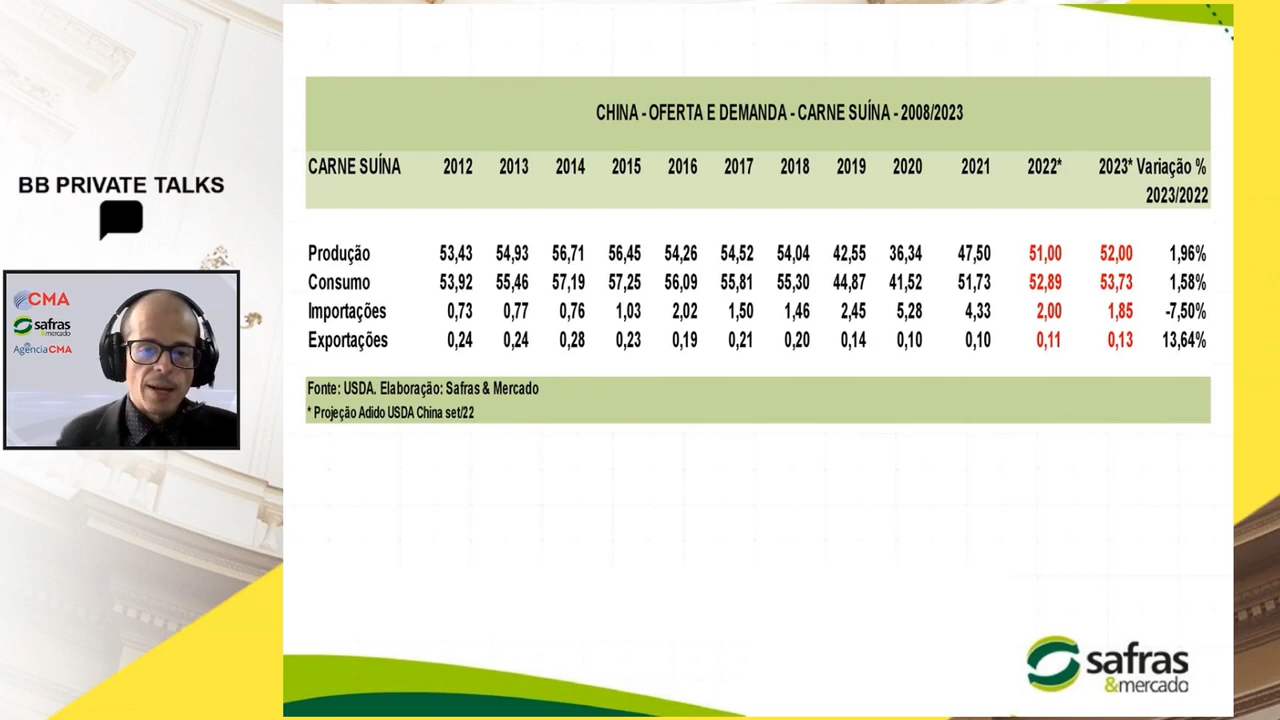 BB PRIVATE TALKS
CMA
safras
&mercado
AgênciaCMA
CHINA - OFERTA E DEMANDA - CARNE SUÍNA - 2008/2023
CARNE SUÍNA 2012 2013 2014 2015 2016 2017 2018 2019 2020 2021 2022* 2023* Variação %
2023/2022
Produção 53,43 54,93 56,71 56,45 54,26 54,52 54,04 42,55 36,34 47,50 51,00 52,00 1,96%
Consumo 53,92 55,46 57,19 57,25 56,09 55,81 55,30 44,87 41,52 51,73 52,89 53,73 1,58%
Importações 0,73 0,77 0,76 1,03 2,02 1,50 1,46 2,45 5,28 4,33 2,00 1,85 -7,50%
Exportações 0,24 0,24 0,28 0,23 0,19 0,21 0,20 0,14 0,10 0,10 0,11 0,13 13,64%
Fonte: USDA. Elaboração: Safras & Mercado
* Projeção Adido USDA China set/22
safras
&mercado